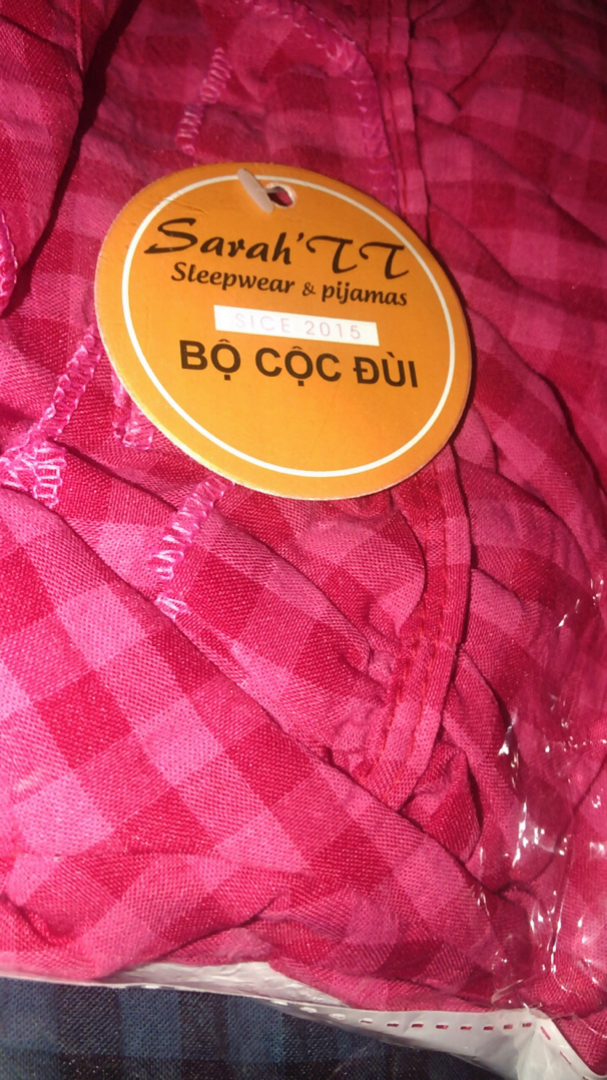 Sarah'TT
Sleepwear & pijamas
SICE 2015
BỘ CỘC ĐÙI